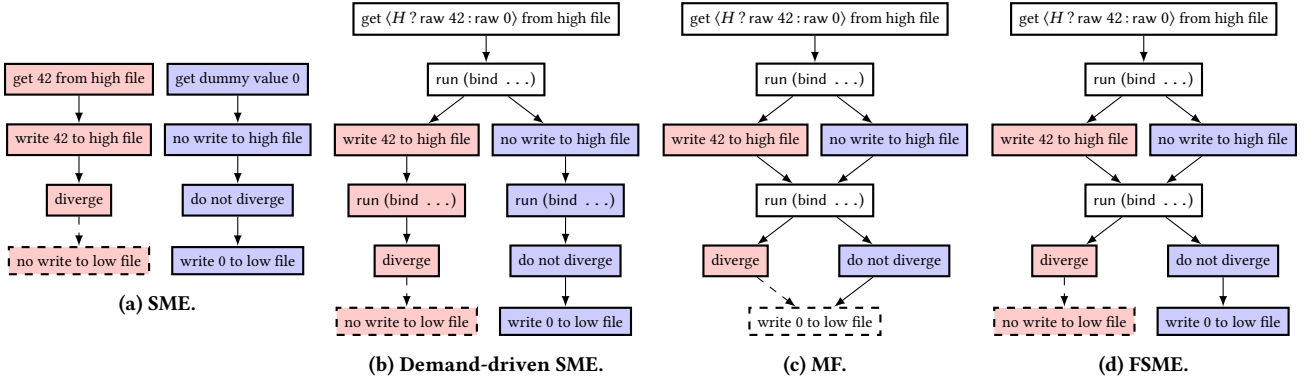 get 42 from high file
get dummy value 0
write 42 to high file
no write to high file
diverge
do not diverge
no write to low file
write 0 to low file
(a) SME.
get ⟨H ? raw 42 : raw 0⟩ from high file
run (bind ...)
write 42 to high file
no write to high file
run (bind ...)
run (bind ...)
diverge
do not diverge
no write to low file
write 0 to low file
(b) Demand-driven SME.
get ⟨H ? raw 42 : raw 0⟩ from high file
run (bind ...)
write 42 to high file
no write to high file
run (bind ...)
diverge
do not diverge
write 0 to low file
(c) MF.
get ⟨H ? raw 42 : raw 0⟩ from high file
run (bind ...)
write 42 to high file
no write to high file
run (bind ...)
diverge
do not diverge
no write to low file
write 0 to low file
(d) FSME.